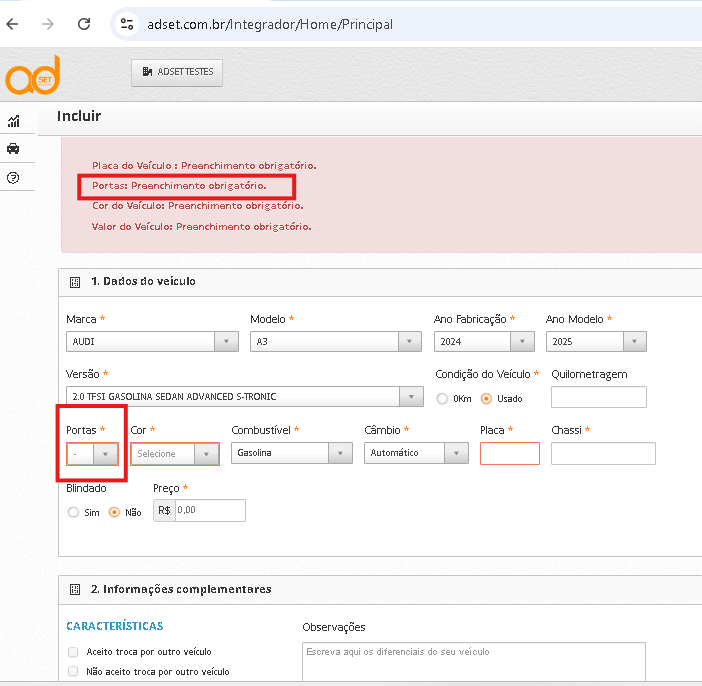 adset.com.br/Integrador/Home/Principal
ad SET
ADSETTESTES
Incluir
Placa do Veículo : Preenchimento obrigatório.
Portas: Preenchimento obrigatório.
Cor do Veículo: Preenchimento obrigatório.
Valor do Veículo: Preenchimento obrigatório.
1. Dados do veículo
Marca * Modelo * Ano Fabricação * Ano Modelo *
AUDI A3 2024 2025
Versão * Condição do Veículo * Quilometragem
2.0 TFSI GASOLINA SEDAN ADVANCED S-TRONIC 0Km Usado
Portas * Cor * Combustível * Câmbio * Placa * Chassi *
- Selecione Gasolina Automático
Blindado Preço *
Sim Não R$ 0,00
2. Informações complementares
CARACTERÍSTICAS Observações
Aceito troca por outro veículo Escreva aqui os diferenciais do seu veículo
Não aceito troca por outro veículo